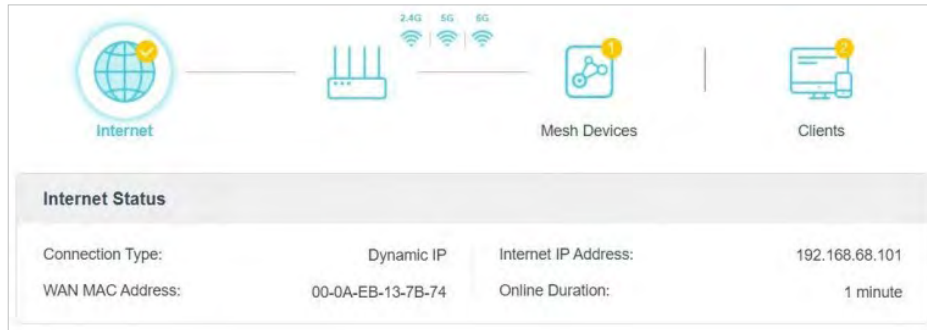 2.4G 5G 6G
1
2
Internet
Mesh Devices
Clients
Internet Status
Connection Type: Dynamic IP Internet IP Address: 192.168.68.101
WAN MAC Address: 00-0A-EB-13-7B-74 Online Duration: 1 minute